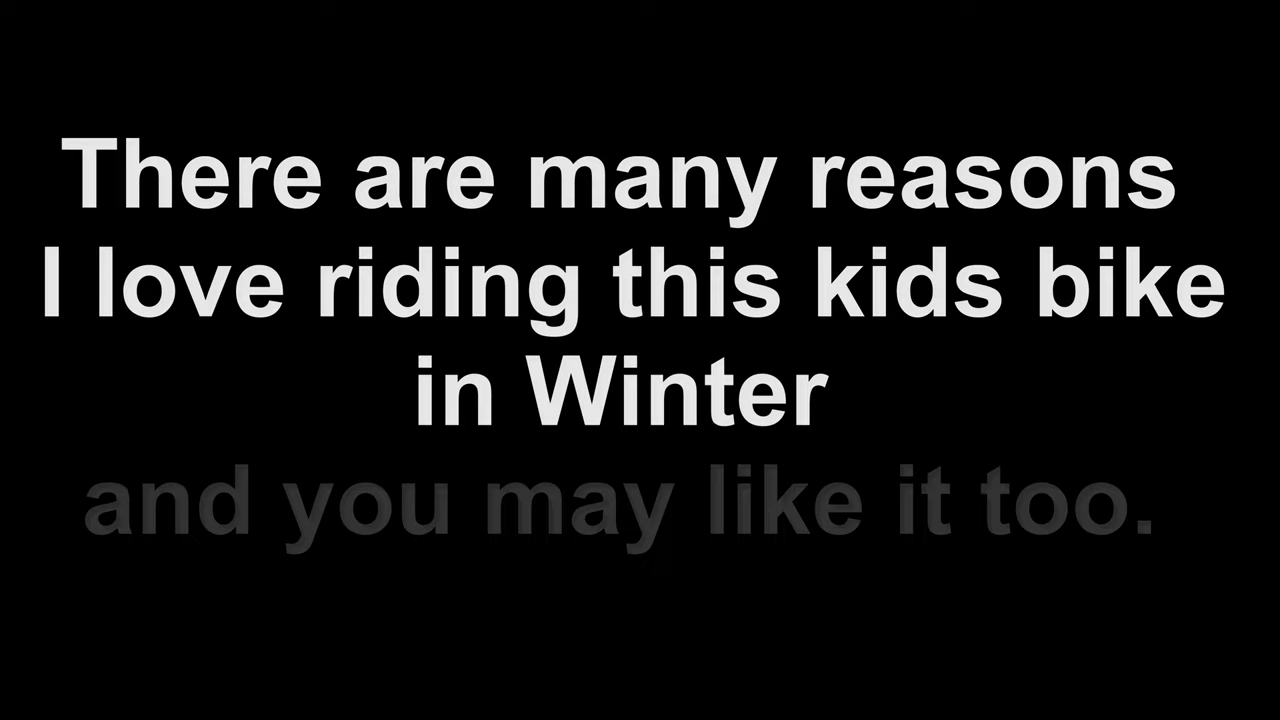 There are many reasons
I love riding this kids bike
in Winter
and you may like it too.